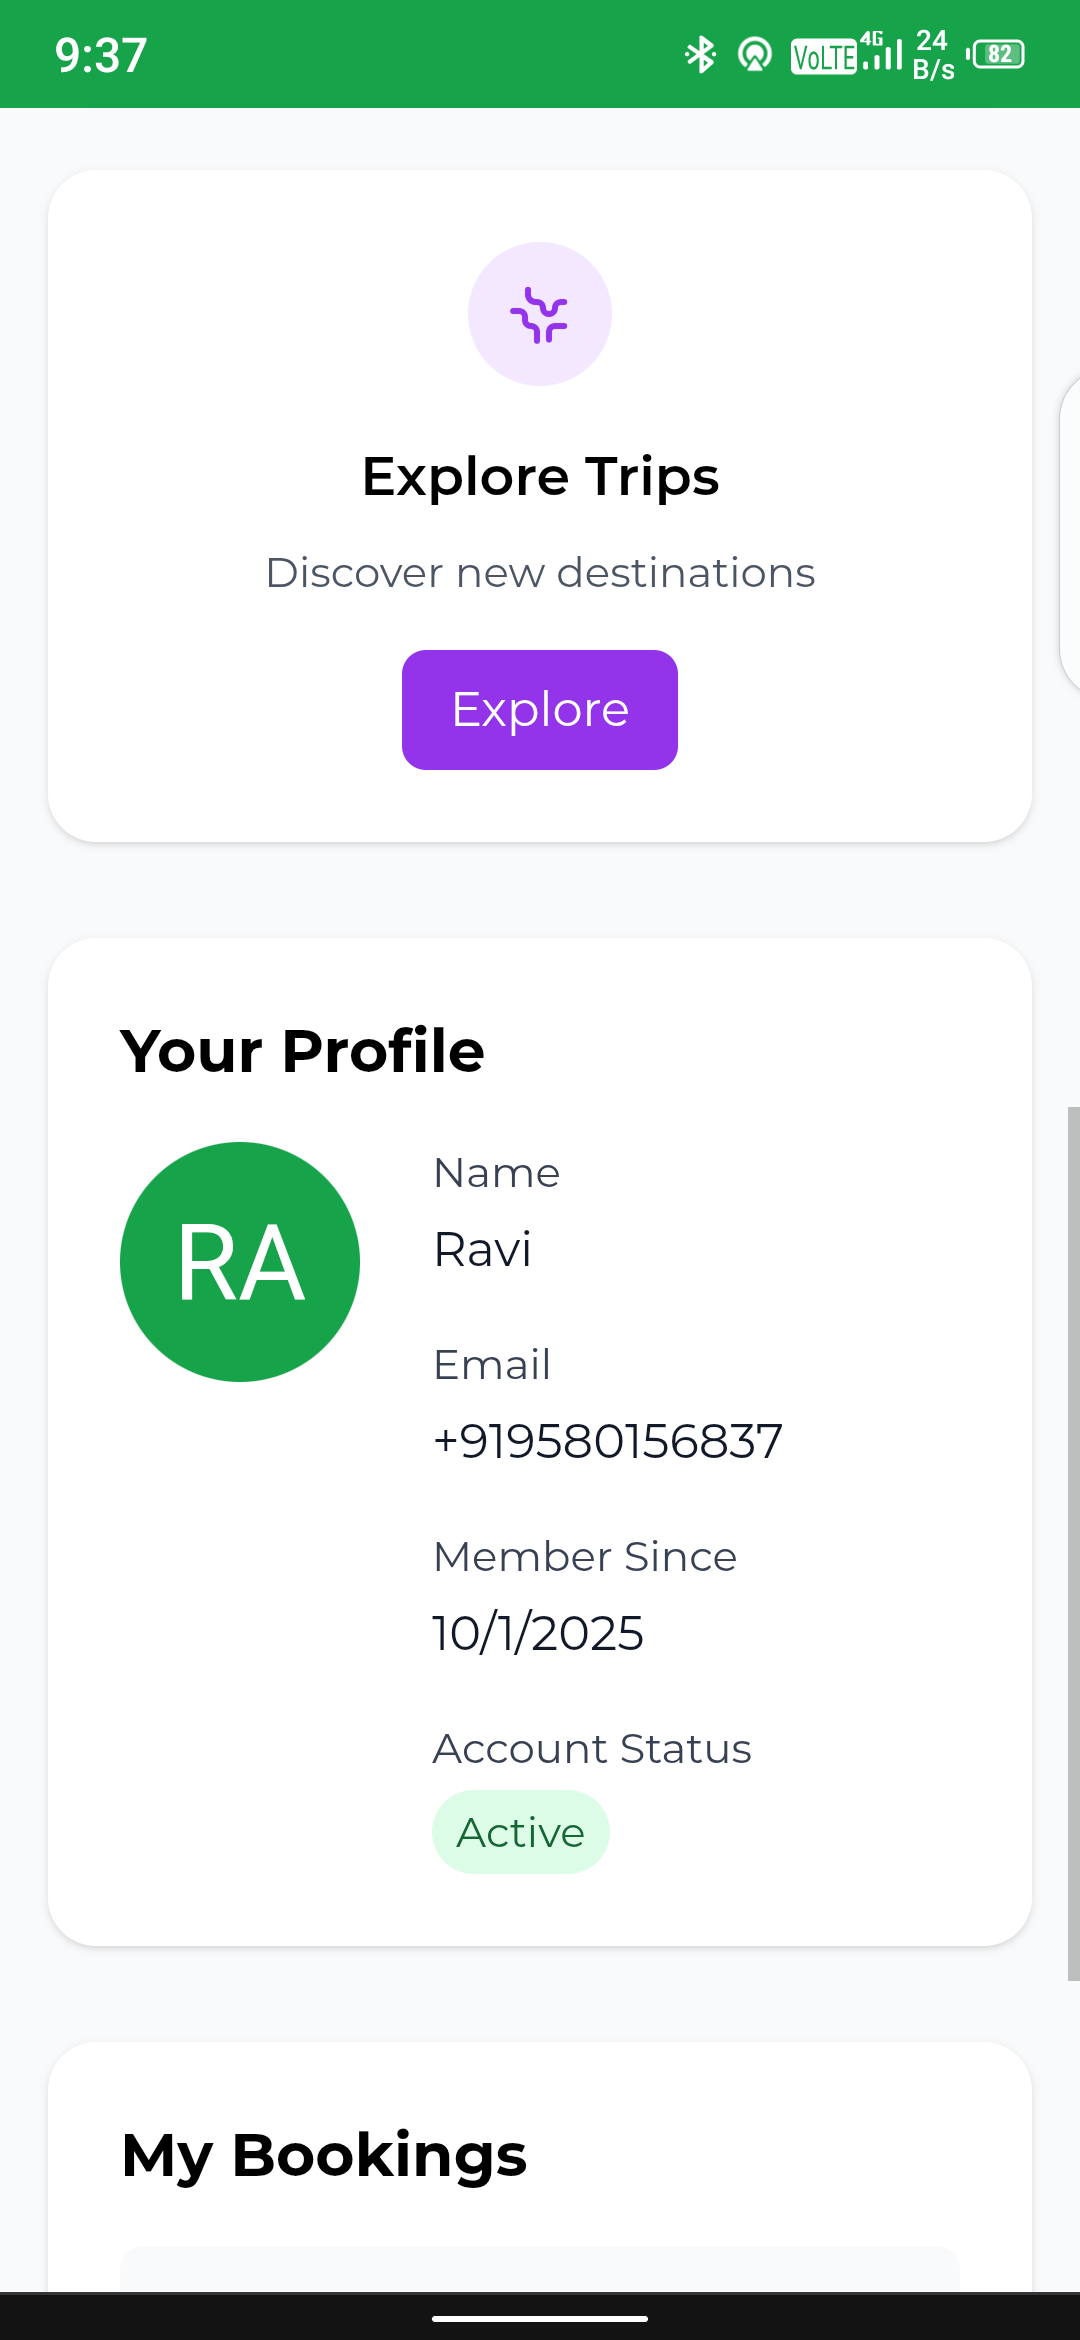 9:37
VoLTE
4G
24
B/s
82
Explore Trips
Discover new destinations
Explore
Your Profile
RA
Name
Ravi
Email
+919580156837
Member Since
10/1/2025
Account Status
Active
My Bookings